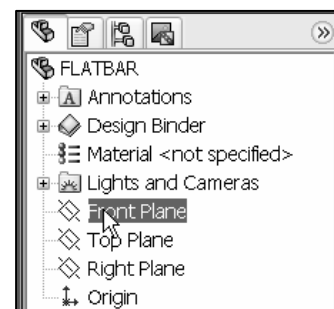 FLATBAR
Annotations
Design Binder
Material <not specified>
Lights and Cameras
Front Plane
Top Plane
Right Plane
Origin